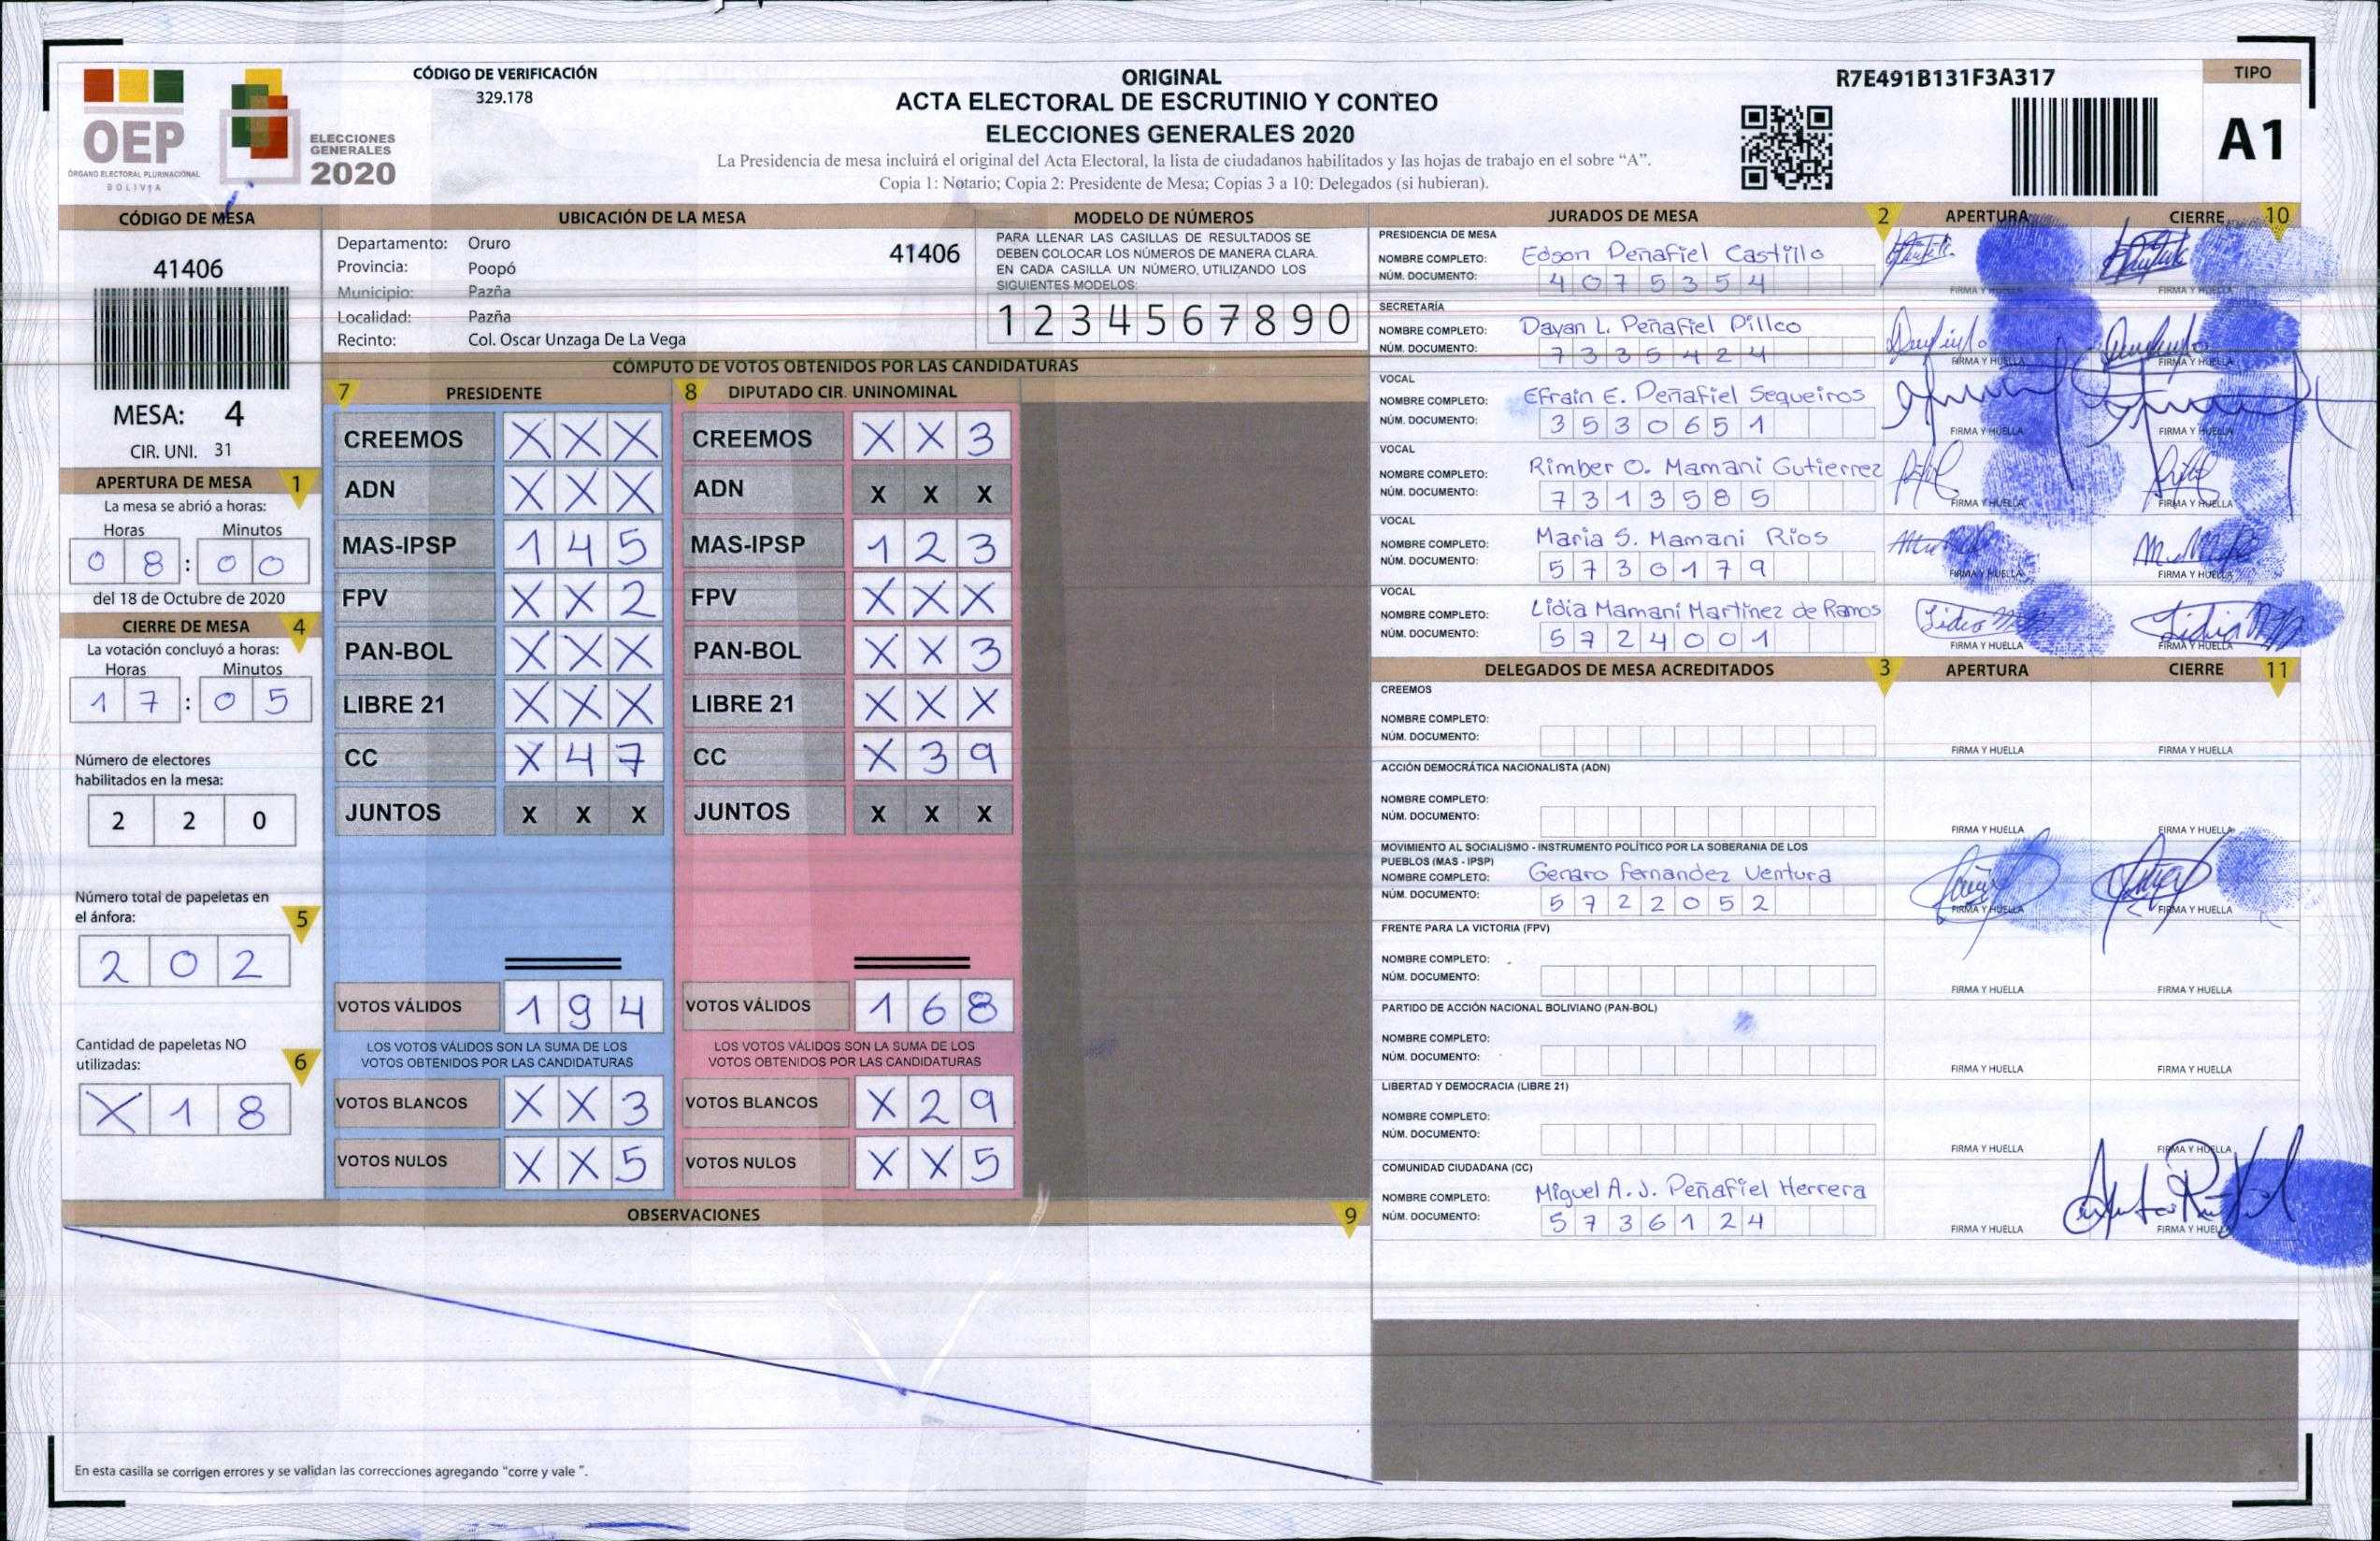 CÓDIGO DE VERIFICACIÓN
329.178
OEP
ÓRGANO ELECTORAL PLURINACIONAL
BOLIVIA
ELECCIONES
GENERALES
2020
ORIGINAL
ACTA ELECTORAL DE ESCRUTINIO Y CONTEO
ELECCIONES GENERALES 2020
La Presidencia de mesa incluirá el original del Acta Electoral, la lista de ciudadanos habilitados y las hojas de trabajo en el sobre “A”.
Copia 1: Notario; Copia 2: Presidente de Mesa; Copias 3 a 10: Delegados (si hubieran).
R7E491B131F3A317
TIPO
A1
CÓDIGO DE MESA
41406
MESA: 4
CIR. UNI. 31
APERTURA DE MESA 1
La mesa se abrió a horas:
Horas Minutos
0 8 : 0 0
del 18 de Octubre de 2020
CIERRE DE MESA 4
La votación concluyó a horas:
Horas Minutos
1 7 : 0 5
Número de electores
habilitados en la mesa:
2 2 0
Número total de papeletas en
el ánfora: 5
2 0 2
Cantidad de papeletas NO
utilizadas: 6
X 1 8
UBICACIÓN DE LA MESA
Departamento: Oruro 41406
Provincia: Poopó
Municipio: Pazña
Localidad: Pazña
Recinto: Col. Oscar Unzaga De La Vega
MODELO DE NÚMEROS
PARA LLENAR LAS CASILLAS DE RESULTADOS SE
DEBEN COLOCAR LOS NÚMEROS DE MANERA CLARA.
EN CADA CASILLA UN NÚMERO, UTILIZANDO LOS
SIGUIENTES MODELOS:
1 2 3 4 5 6 7 8 9 0
CÓMPUTO DE VOTOS OBTENIDOS POR LAS CANDIDATURAS
7 PRESIDENTE
CREEMOS X X X
ADN X X X
MAS-IPSP 1 4 5
FPV X X 2
PAN-BOL X X X
LIBRE 21 X X X
CC X 4 7
JUNTOS X X X
VOTOS VÁLIDOS 1 9 4
LOS VOTOS VÁLIDOS SON LA SUMA DE LOS
VOTOS OBTENIDOS POR LAS CANDIDATURAS
VOTOS BLANCOS X X 3
VOTOS NULOS X X 5
8 DIPUTADO CIR. UNINOMINAL
CREEMOS X X 3
ADN X X X
MAS-IPSP 1 2 3
FPV X X X
PAN-BOL X X 3
LIBRE 21 X X X
CC X 3 9
JUNTOS X X X
VOTOS VÁLIDOS 1 6 8
LOS VOTOS VÁLIDOS SON LA SUMA DE LOS
VOTOS OBTENIDOS POR LAS CANDIDATURAS
VOTOS BLANCOS X 2 9
VOTOS NULOS X X 5
OBSERVACIONES 9
En esta casilla se corrigen errores y se validan las correcciones agregando “corre y vale ”.
JURADOS DE MESA 2 APERTURA CIERRE 10
PRESIDENCIA DE MESA
NOMBRE COMPLETO: Edson Peñafiel Castillo
NÚM. DOCUMENTO: 4 0 7 5 3 5 4
FIRMA Y HUELLA FIRMA Y HUELLA
SECRETARÍA
NOMBRE COMPLETO: Dayan L. Peñafiel Pillco
NÚM. DOCUMENTO: 7 3 3 5 4 2 4
FIRMA Y HUELLA FIRMA Y HUELLA
VOCAL
NOMBRE COMPLETO: Efrain E. Peñafiel Sequeiros
NÚM. DOCUMENTO: 3 5 3 0 6 5 1
FIRMA Y HUELLA FIRMA Y HUELLA
VOCAL
NOMBRE COMPLETO: Rimber O. Mamani Gutierrez
NÚM. DOCUMENTO: 7 3 1 3 5 8 5
FIRMA Y HUELLA FIRMA Y HUELLA
VOCAL
NOMBRE COMPLETO: Maria S. Mamani Rios
NÚM. DOCUMENTO: 5 7 3 0 1 7 9
FIRMA Y HUELLA FIRMA Y HUELLA
VOCAL
NOMBRE COMPLETO: Lidia Mamani Martinez de Ramos
NÚM. DOCUMENTO: 5 7 2 4 0 0 1
FIRMA Y HUELLA FIRMA Y HUELLA
DELEGADOS DE MESA ACREDITADOS 3 APERTURA CIERRE 11
CREEMOS
NOMBRE COMPLETO:
NÚM. DOCUMENTO:
FIRMA Y HUELLA FIRMA Y HUELLA
ACCIÓN DEMOCRÁTICA NACIONALISTA (ADN)
NOMBRE COMPLETO:
NÚM. DOCUMENTO:
FIRMA Y HUELLA FIRMA Y HUELLA
MOVIMIENTO AL SOCIALISMO - INSTRUMENTO POLÍTICO POR LA SOBERANIA DE LOS
PUEBLOS (MAS - IPSP)
NOMBRE COMPLETO: Genaro Fernandez Ventura
NÚM. DOCUMENTO: 5 7 2 2 0 5 2
FIRMA Y HUELLA FIRMA Y HUELLA
FRENTE PARA LA VICTORIA (FPV)
NOMBRE COMPLETO:
NÚM. DOCUMENTO:
FIRMA Y HUELLA FIRMA Y HUELLA
PARTIDO DE ACCIÓN NACIONAL BOLIVIANO (PAN-BOL)
NOMBRE COMPLETO:
NÚM. DOCUMENTO:
FIRMA Y HUELLA FIRMA Y HUELLA
LIBERTAD Y DEMOCRACIA (LIBRE 21)
NOMBRE COMPLETO:
NÚM. DOCUMENTO:
FIRMA Y HUELLA FIRMA Y HUELLA
COMUNIDAD CIUDADANA (CC)
NOMBRE COMPLETO: Miguel A. J. Peñafiel Herrera
NÚM. DOCUMENTO: 5 7 3 6 1 2 4
FIRMA Y HUELLA FIRMA Y HUELLA